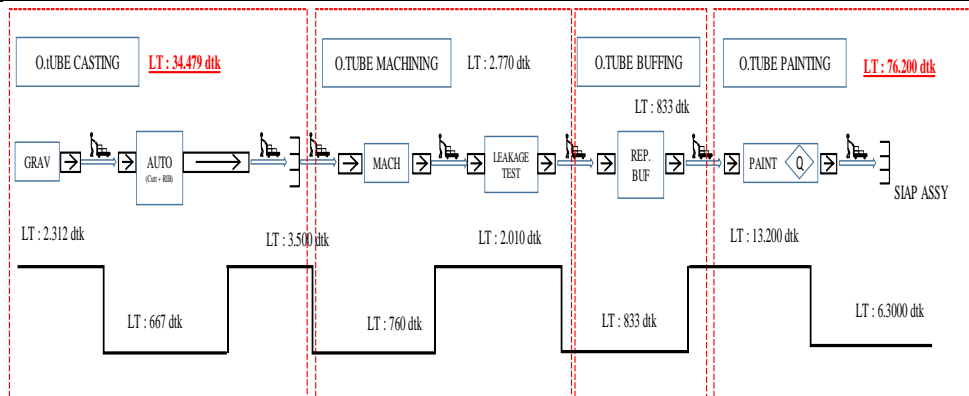 O.tUBE CASTING
LT : 34.479 dtk
O.TUBE MACHINING
LT : 2.770 dtk
O.TUBE BUFFING
LT : 833 dtk
O.TUBE PAINTING
LT : 76.200 dtk
GRAV
AUTO
(Cutt + RIB)
MACH
LEAKAGE
TEST
REP.
BUF
PAINT
Q
SIAP ASSY
LT : 2.312 dtk
LT : 3.500 dtk
LT : 2.010 dtk
LT : 13.200 dtk
LT : 667 dtk
LT : 760 dtk
LT : 833 dtk
LT : 6.3000 dtk